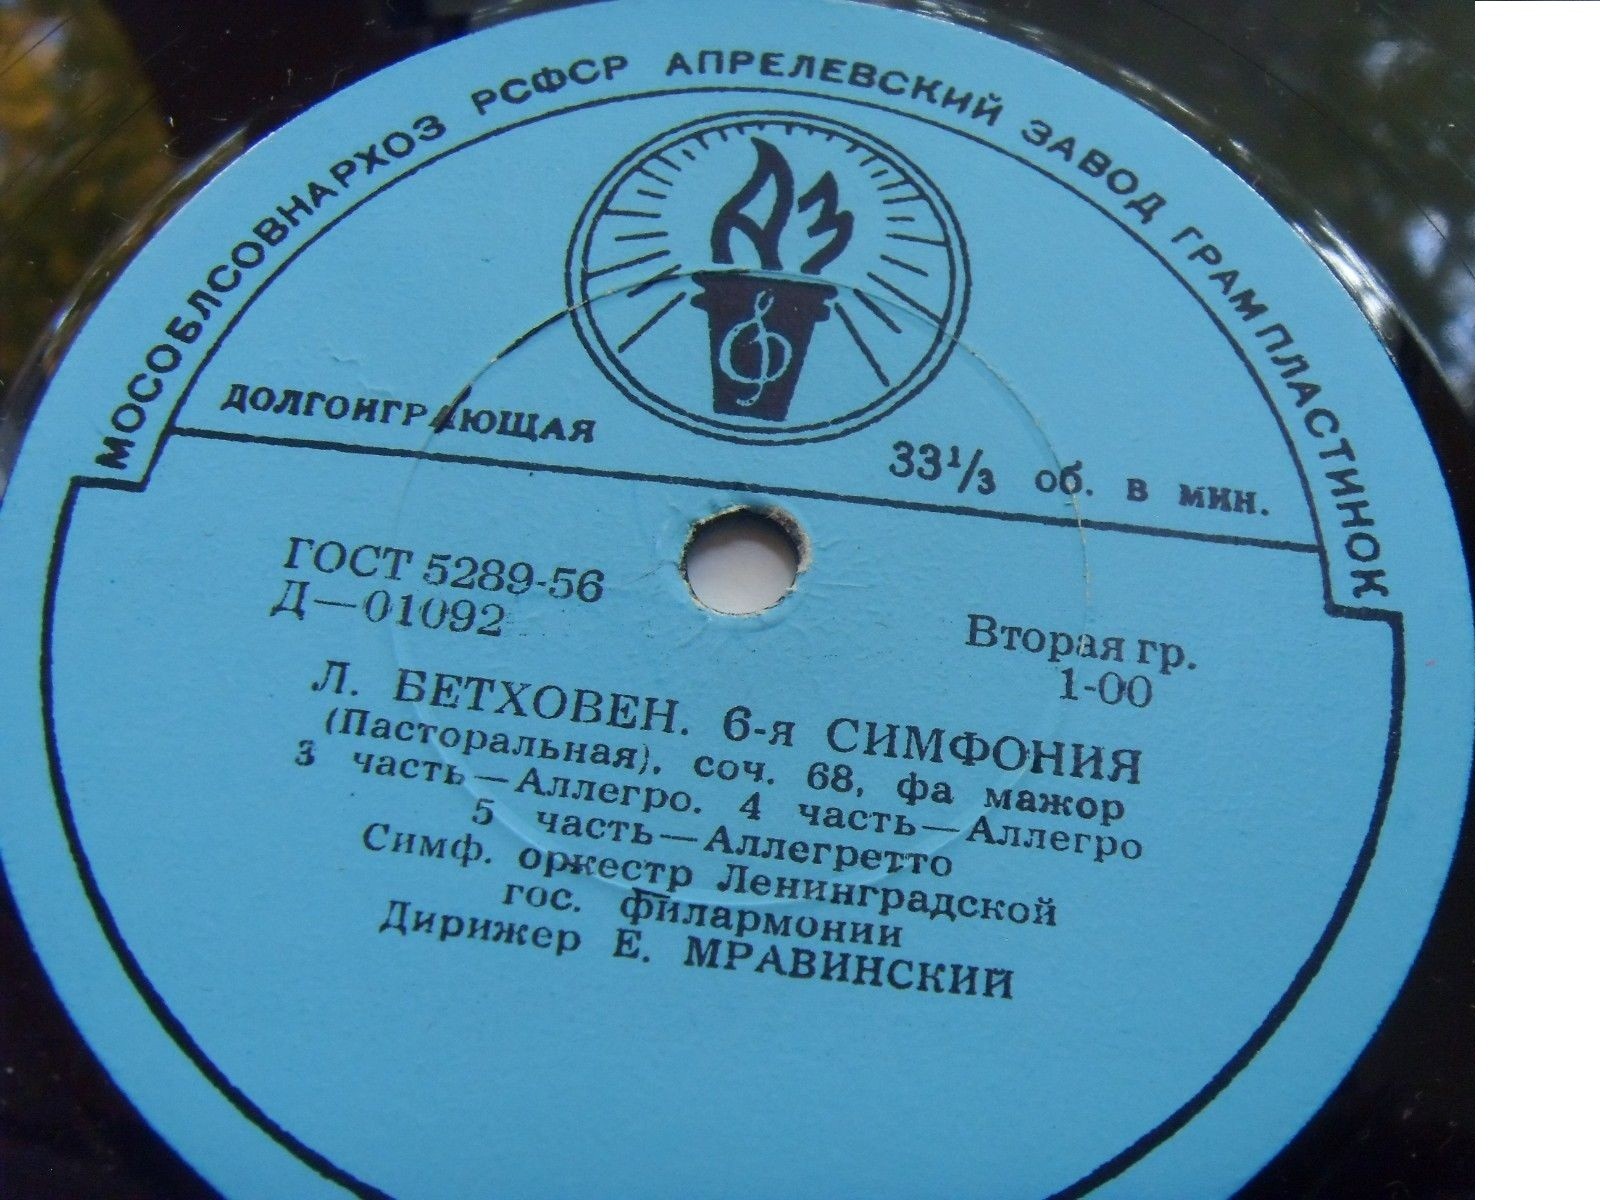 МОСОБЛСОВНАРХОЗ РСФСР АПРЕЛЕВСКИЙ ЗАВОД ГРАМПЛАСТИНОК
АЗ
ДОЛГОИГРАЮЩАЯ
33⅓ об. в мин.
ГОСТ 5289-56
Д—01092
Вторая гр.
1-00
Л. БЕТХОВЕН. 6-я СИМФОНИЯ
(Пасторальная), соч. 68, фа мажор
3 часть—Аллегро. 4 часть—Аллегро
5 часть—Аллегретто
Симф. оркестр Ленинградской
гос. филармонии
Дирижер Е. МРАВИНСКИЙ